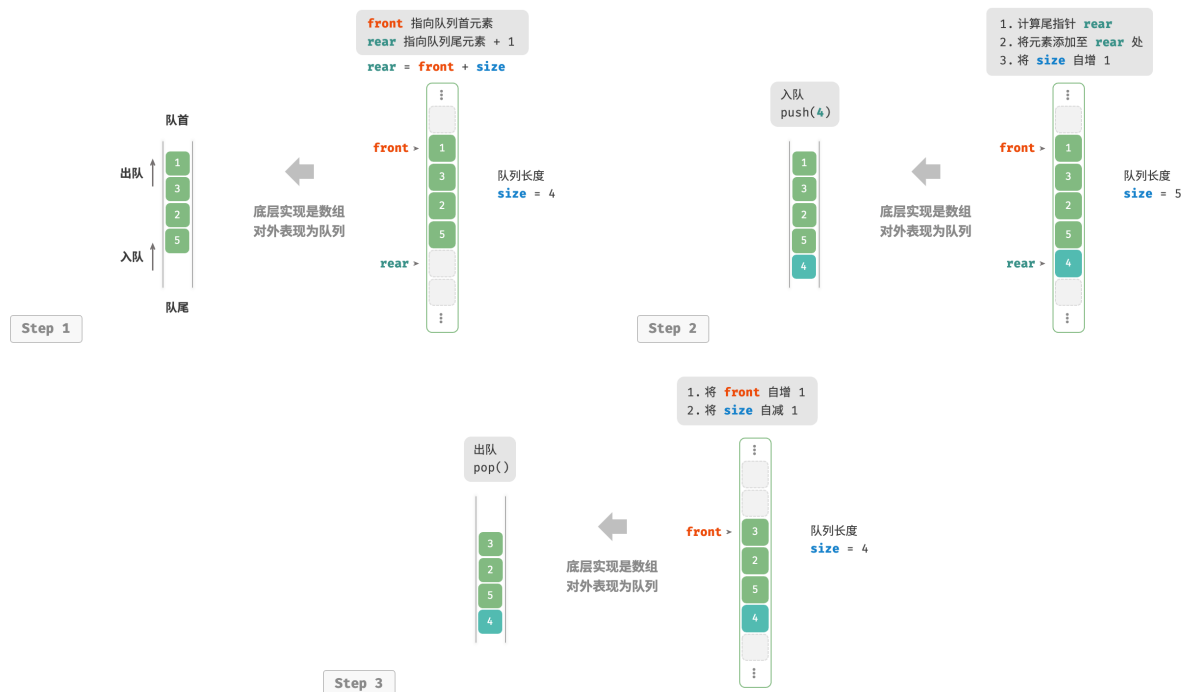 front 指向队列首元素
rear 指向队列尾元素 + 1
rear = front + size
队首
出队
入队
队尾
1
3
2
5
底层实现是数组
对外表现为队列
front
rear
1
3
2
5
队列长度
size = 4
Step 1
1. 计算尾指针 rear
2. 将元素添加至 rear 处
3. 将 size 自增 1
入队
push(4)
1
3
2
5
4
底层实现是数组
对外表现为队列
front
rear
1
3
2
5
4
队列长度
size = 5
Step 2
1. 将 front 自增 1
2. 将 size 自减 1
出队
pop()
3
2
5
4
底层实现是数组
对外表现为队列
front
3
2
5
4
队列长度
size = 4
Step 3